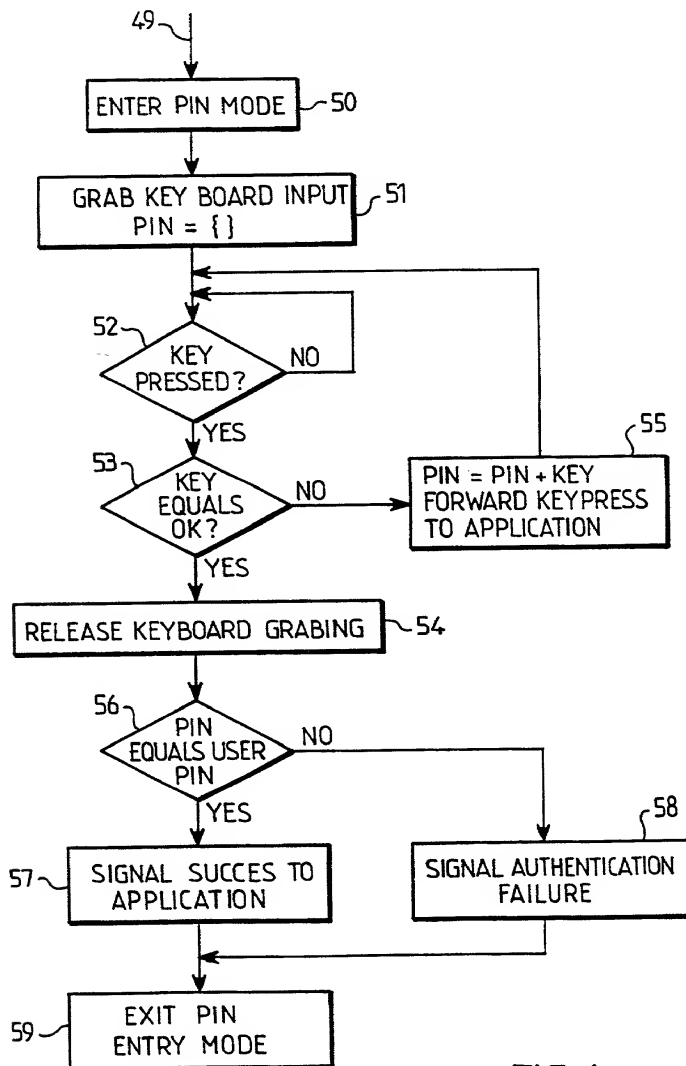 49
ENTER PIN MODE
50
GRAB KEY BOARD INPUT
PIN = { }
51
52
KEY
PRESSED?
NO
YES
53
KEY
EQUALS
OK?
NO
YES
55
PIN = PIN + KEY
FORWARD KEYPRESS
TO APPLICATION
RELEASE KEYBOARD GRABING
54
56
PIN
EQUALS USER
PIN
NO
YES
57
SIGNAL SUCCES TO
APPLICATION
58
SIGNAL AUTHENTICATION
FAILURE
59
EXIT PIN
ENTRY MODE